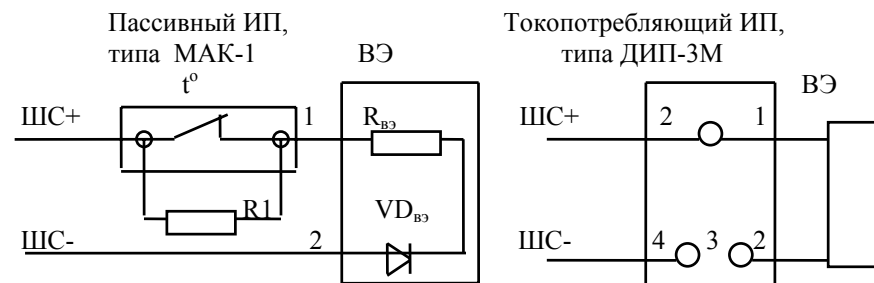 Пассивный ИП,
типа МАК-1
tº
ВЭ
ШС+
1
Rвэ
R1
VDвэ
ШС-
2
Токопотребляющий ИП,
типа ДИП-3М
ВЭ
ШС+
2
1
ШС-
4
3
2